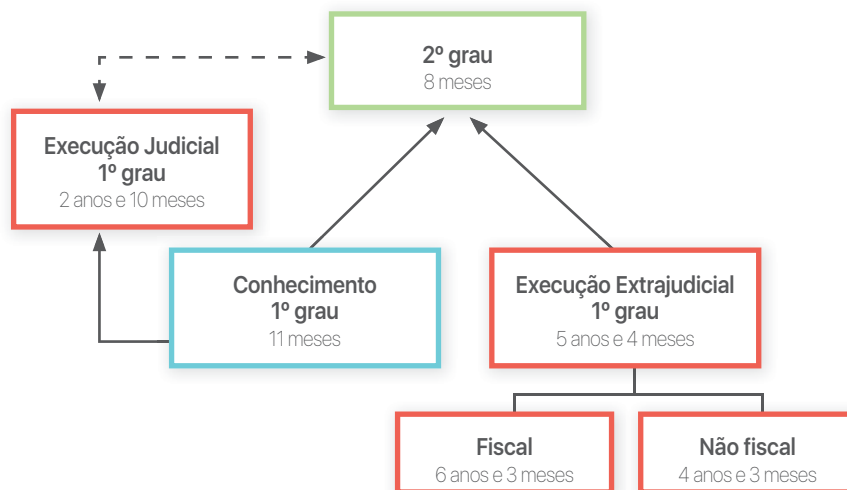 2º grau
8 meses
Execução Judicial
1º grau
2 anos e 10 meses
Conhecimento
1º grau
11 meses
Execução Extrajudicial
1º grau
5 anos e 4 meses
Fiscal
6 anos e 3 meses
Não fiscal
4 anos e 3 meses